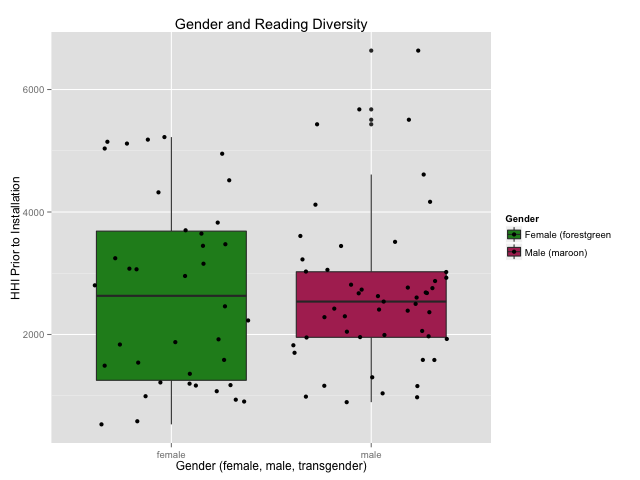 Gender and Reading Diversity
HHI Prior to Installation
6000
4000
2000
female
male
Gender (female, male, transgender)
Gender
Female (forestgreen
Male (maroon)